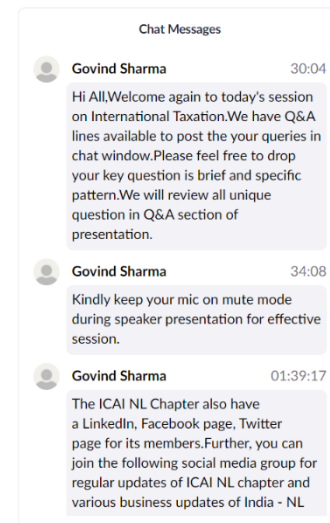 Chat Messages
Govind Sharma 30:04
Hi All,Welcome again to today's session
on International Taxation.We have Q&A
lines available to post the your queries in
chat window.Please feel free to drop
your key question is brief and specific
pattern.We will review all unique
question in Q&A section of
presentation.
Govind Sharma 34:08
Kindly keep your mic on mute mode
during speaker presentation for effective
session.
Govind Sharma 01:39:17
The ICAI NL Chapter also have
a LinkedIn, Facebook page, Twitter
page for its members.Further, you can
join the following social media group for
regular updates of ICAI NL chapter and
various business updates of India - NL